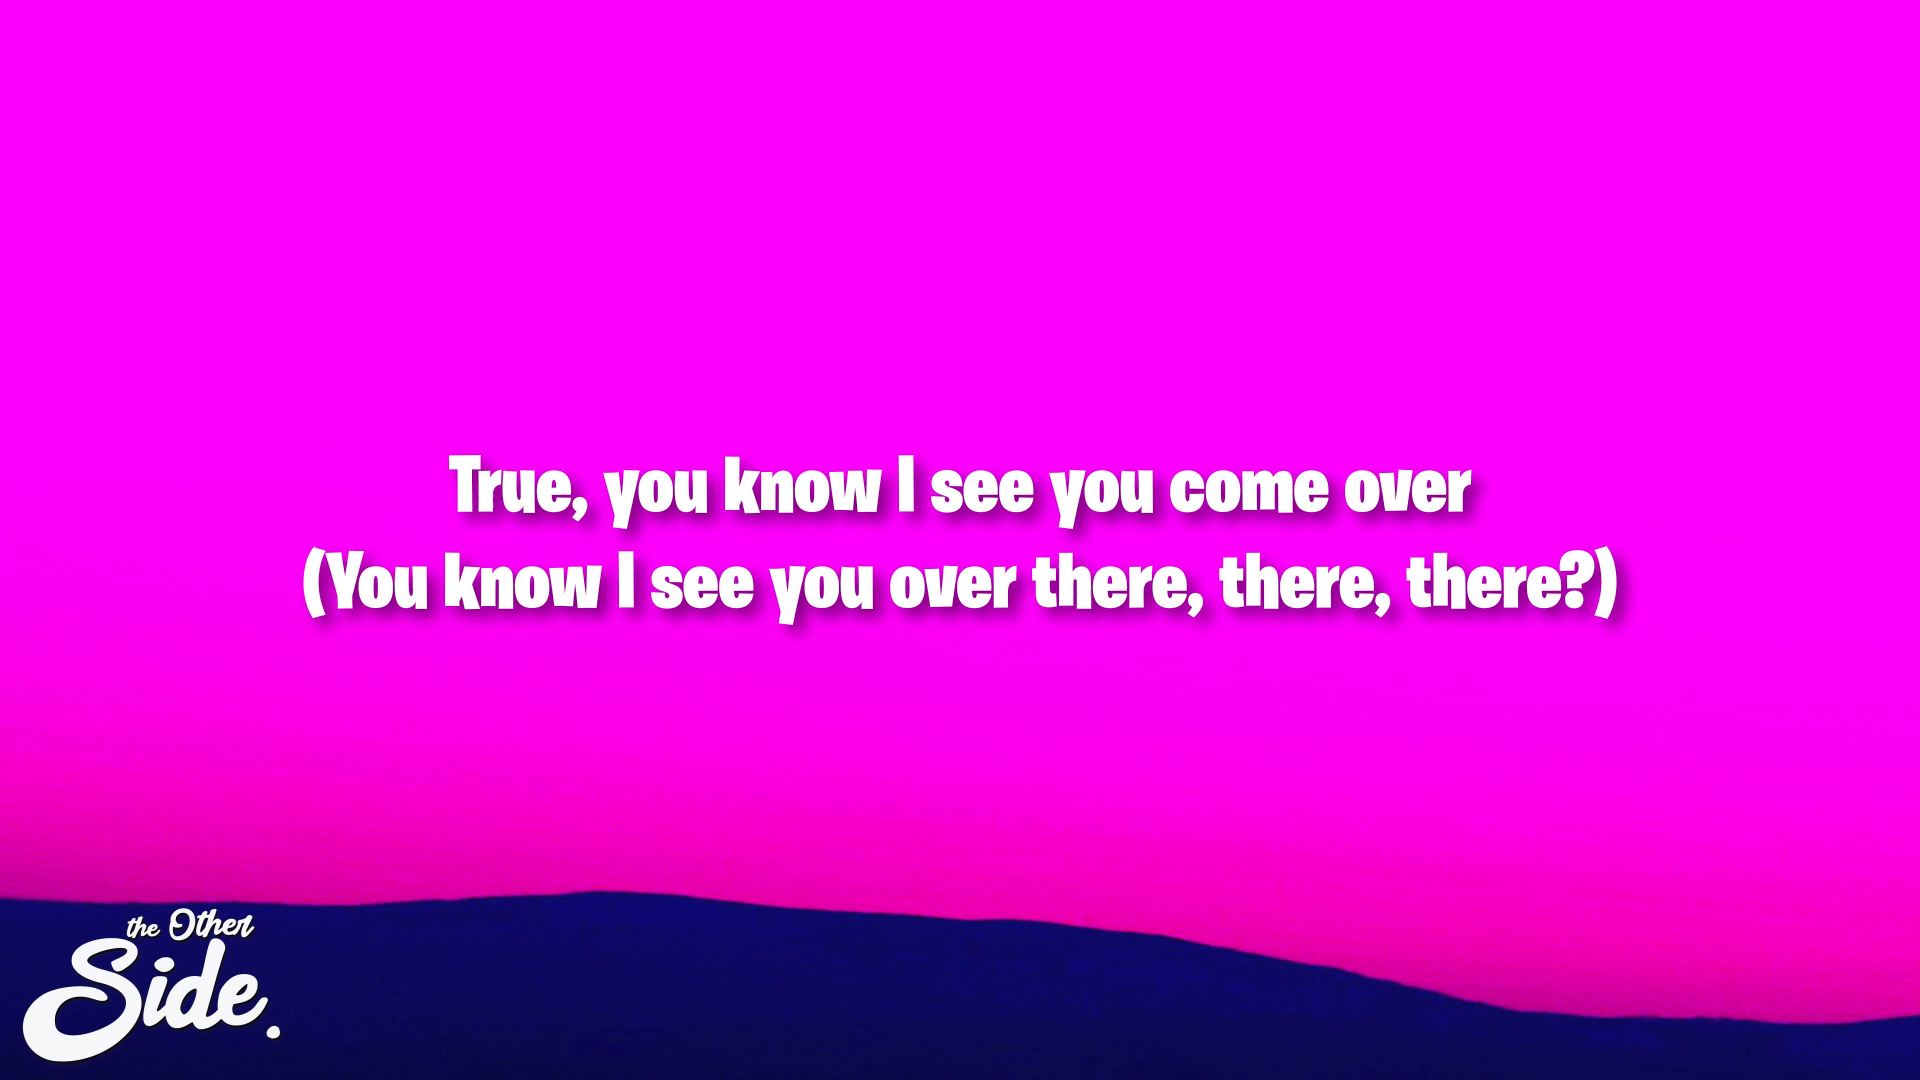 True, you know I see you come over
(You know I see you over there, there, there?)
the Other
Side.